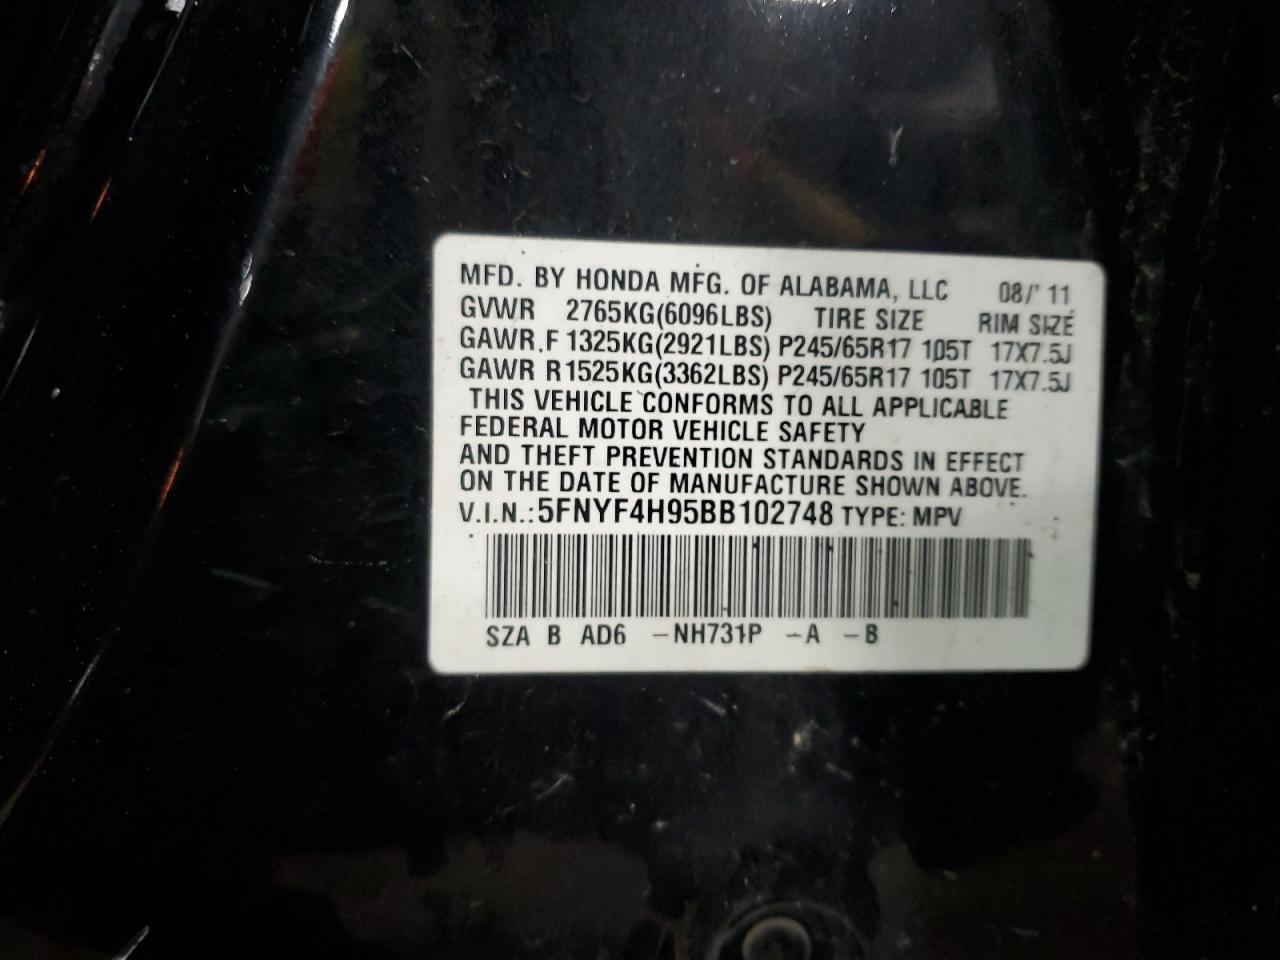 MFD. BY HONDA MFG. OF ALABAMA, LLC 08/'11
GVWR 2765KG(6096LBS) TIRE SIZE RIM SIZE
GAWR F 1325KG(2921LBS) P245/65R17 105T 17X7.5J
GAWR R1525KG(3362LBS) P245/65R17 105T 17X7.5J
THIS VEHICLE CONFORMS TO ALL APPLICABLE
FEDERAL MOTOR VEHICLE SAFETY
AND THEFT PREVENTION STANDARDS IN EFFECT
ON THE DATE OF MANUFACTURE SHOWN ABOVE.
V.I.N.:5FNYF4H95BB102748 TYPE: MPV
SZA B AD6 -NH731P -A -B